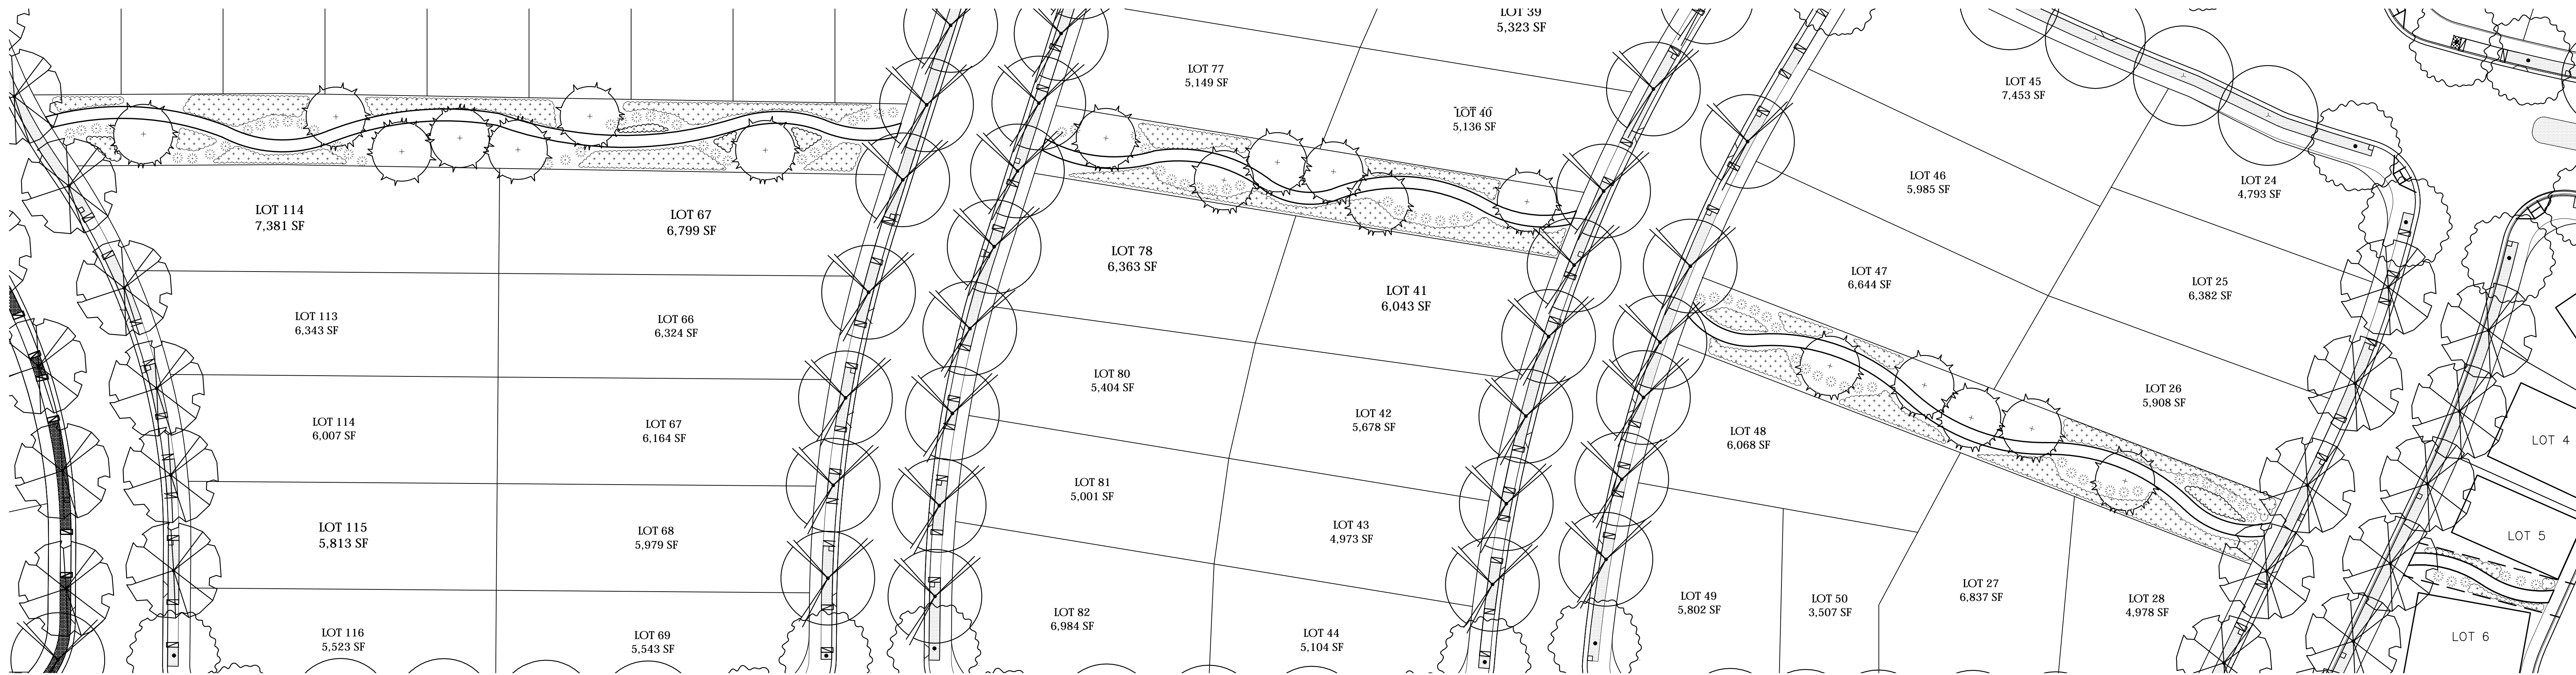 LOT 39
5,323 SF
LOT 77
5,149 SF
LOT 45
7,453 SF
LOT 40
5,136 SF
LOT 46
5,985 SF
LOT 24
4,793 SF
LOT 114
7,381 SF
LOT 67
6,799 SF
LOT 78
6,363 SF
LOT 47
6,644 SF
LOT 25
6,382 SF
LOT 41
6,043 SF
LOT 113
6,343 SF
LOT 66
6,324 SF
LOT 80
5,404 SF
LOT 26
5,908 SF
LOT 114
6,007 SF
LOT 67
6,164 SF
LOT 42
5,678 SF
LOT 48
6,068 SF
LOT 4
LOT 81
5,001 SF
LOT 115
5,813 SF
LOT 68
5,979 SF
LOT 43
4,973 SF
LOT 5
LOT 49
5,802 SF
LOT 50
3,507 SF
LOT 27
6,837 SF
LOT 28
4,978 SF
LOT 82
6,984 SF
LOT 116
5,523 SF
LOT 69
5,543 SF
LOT 44
5,104 SF
LOT 6